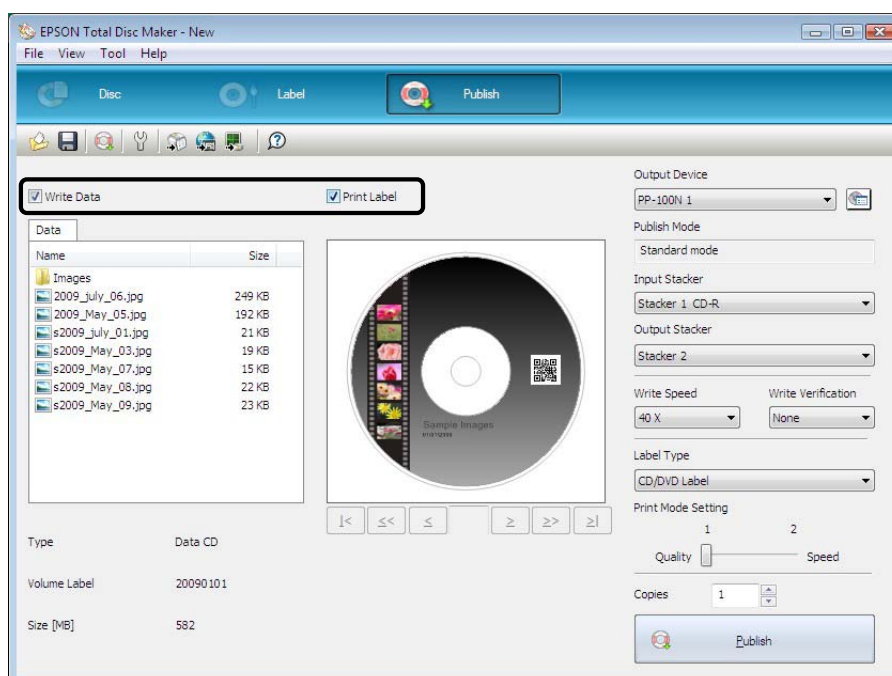 EPSON Total Disc Maker - New
File View Tool Help
Disc Label Publish
Write Data
Print Label
Data
Name Size
Images
2009_july_06.jpg 249 KB
2009_May_05.jpg 192 KB
s2009_july_01.jpg 21 KB
s2009_May_03.jpg 19 KB
s2009_May_07.jpg 15 KB
s2009_May_08.jpg 22 KB
s2009_May_09.jpg 23 KB
Sample Images
|< << < > >> >|
Type Data CD
Volume Label 20090101
Size [MB] 582
Output Device
PP-100N 1
Publish Mode
Standard mode
Input Stacker
Stacker 1 CD-R
Output Stacker
Stacker 2
Write Speed Write Verification
40 X None
Label Type
CD/DVD Label
Print Mode Setting
1 2
Quality Speed
Copies 1
Publish